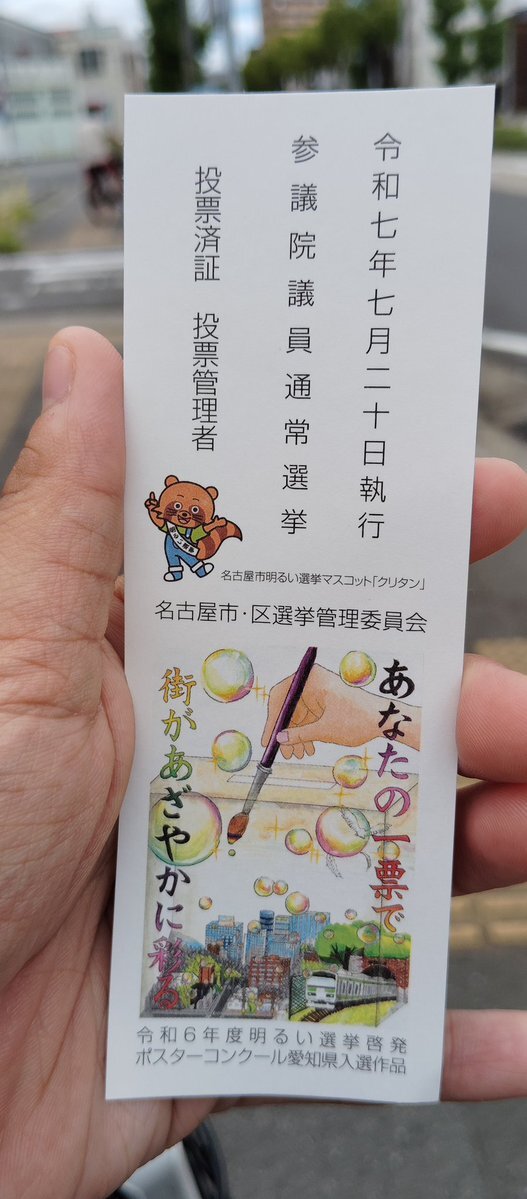 令和七年七月二十日執行
参議院議員通常選挙
投票済証　投票管理者
名古屋市明るい選挙マスコット「クリタン」
名古屋市・区選挙管理委員会
あなたの一票で
街があざやかに彩る
令和６年度明るい選挙啓発
ポスターコンクール愛知県入選作品